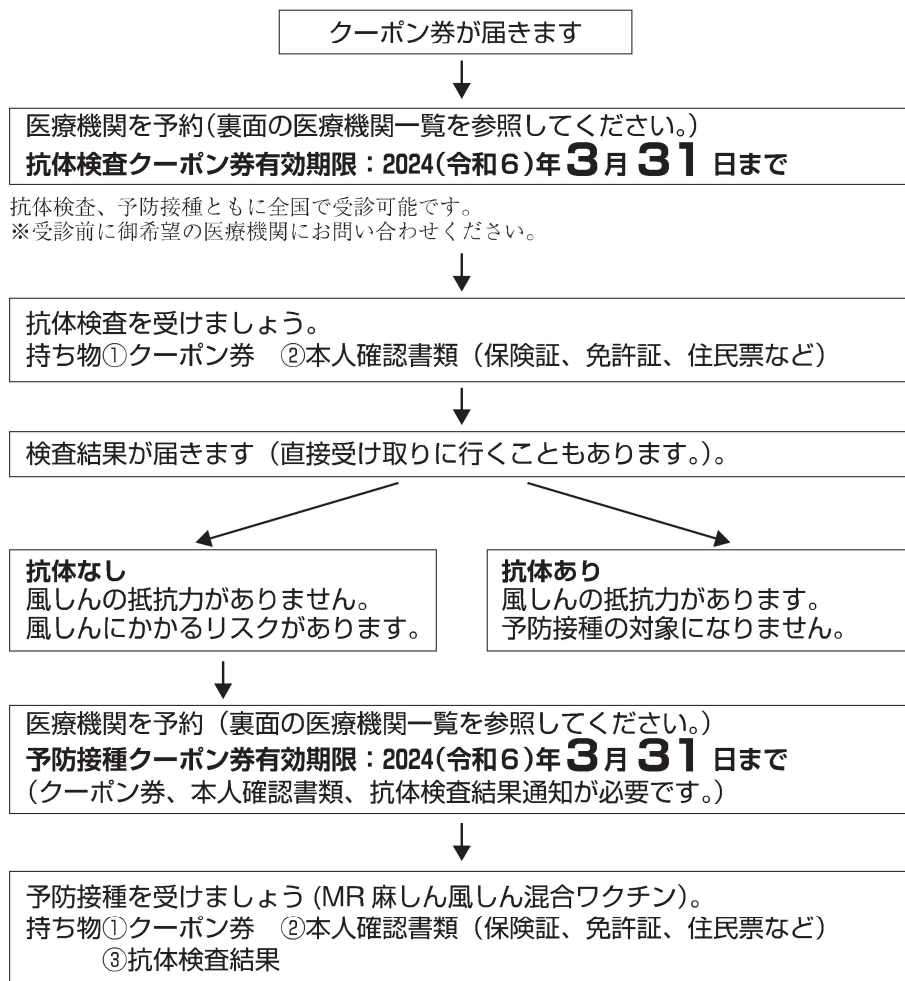 クーポン券が届きます
医療機関を予約(裏面の医療機関一覧を参照してください。)
抗体検査クーポン券有効期限：2024(令和6)年3月31日まで
抗体検査、予防接種ともに全国で受診可能です。
※受診前に御希望の医療機関にお問い合わせください。
抗体検査を受けましょう。
持ち物①クーポン券　②本人確認書類（保険証、免許証、住民票など）
検査結果が届きます（直接受け取りに行くこともあります。）。
抗体なし
風しんの抵抗力がありません。
風しんにかかるリスクがあります。
抗体あり
風しんの抵抗力があります。
予防接種の対象になりません。
医療機関を予約（裏面の医療機関一覧を参照してください。）
予防接種クーポン券有効期限：2024(令和6)年3月31日まで
（クーポン券、本人確認書類、抗体検査結果通知が必要です。）
予防接種を受けましょう(MR 麻しん風しん混合ワクチン)。
持ち物①クーポン券　②本人確認書類（保険証、免許証、住民票など）
③抗体検査結果